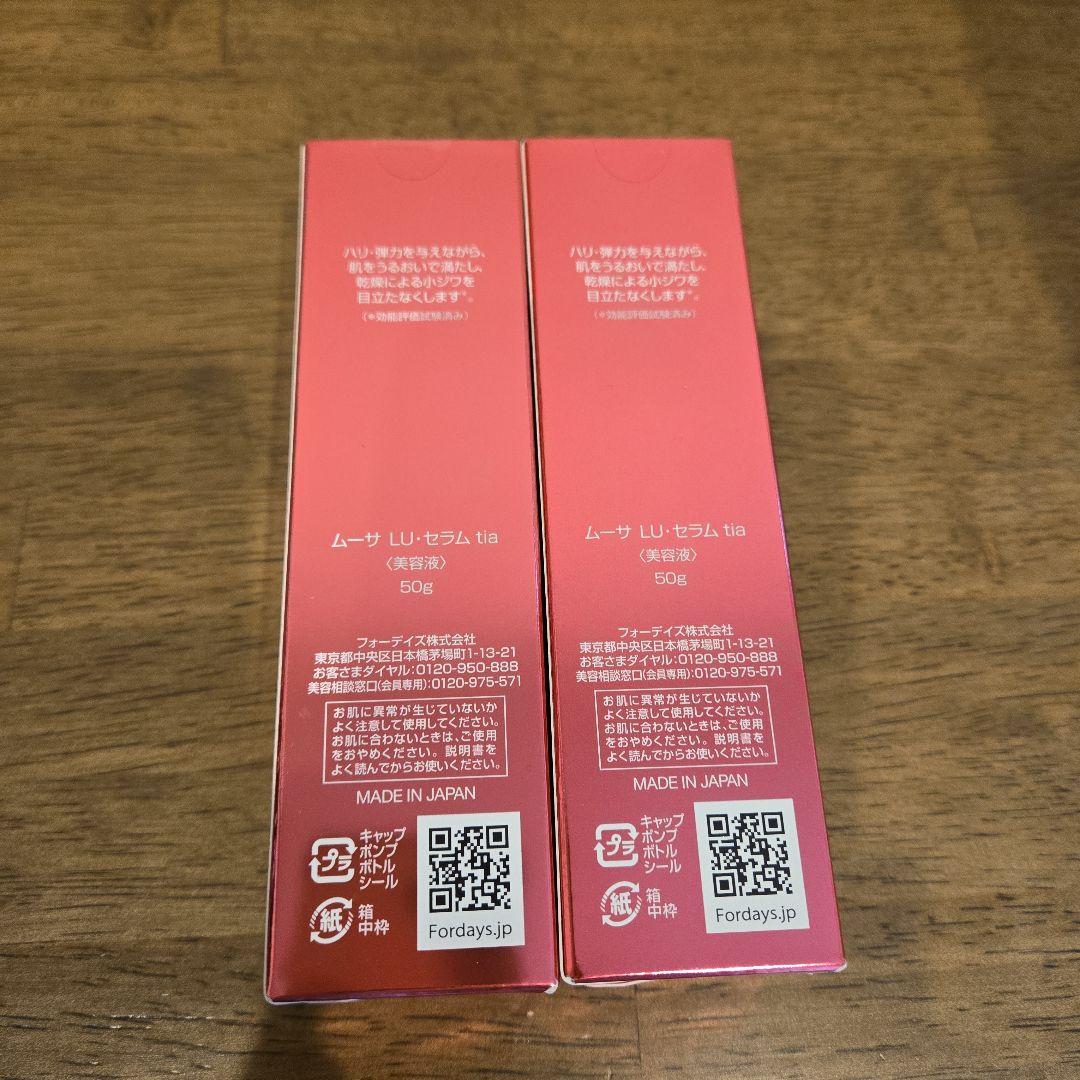 ハリ・弾力を与えながら、
肌をうるおいで満たし、
乾燥による小ジワを
目立たなくします*。
(*効能評価試験済み)
ムーサ LU・セラム tia
〈美容液〉
50g
フォーデイズ株式会社
東京都中央区日本橋茅場町1-13-21
お客さまダイヤル:0120-950-888
美容相談窓口(会員専用):0120-975-571
お肌に異常が生じていないか
よく注意して使用してください。
お肌に合わないときは、ご使用
をおやめください。説明書を
よく読んでからお使いください。
MADE IN JAPAN
プラ
キャップ
ポンプ
ボトル
シール
紙
箱
中枠
Fordays.jp
ハリ・弾力を与えながら、
肌をうるおいで満たし、
乾燥による小ジワを
目立たなくします*。
(*効能評価試験済み)
ムーサ LU・セラム tia
〈美容液〉
50g
フォーデイズ株式会社
東京都中央区日本橋茅場町1-13-21
お客さまダイヤル:0120-950-888
美容相談窓口(会員専用):0120-975-571
お肌に異常が生じていないか
よく注意して使用してください。
お肌に合わないときは、ご使用
をおやめください。説明書を
よく読んでからお使いください。
MADE IN JAPAN
プラ
キャップ
ポンプ
ボトル
シール
紙
箱
中枠
Fordays.jp